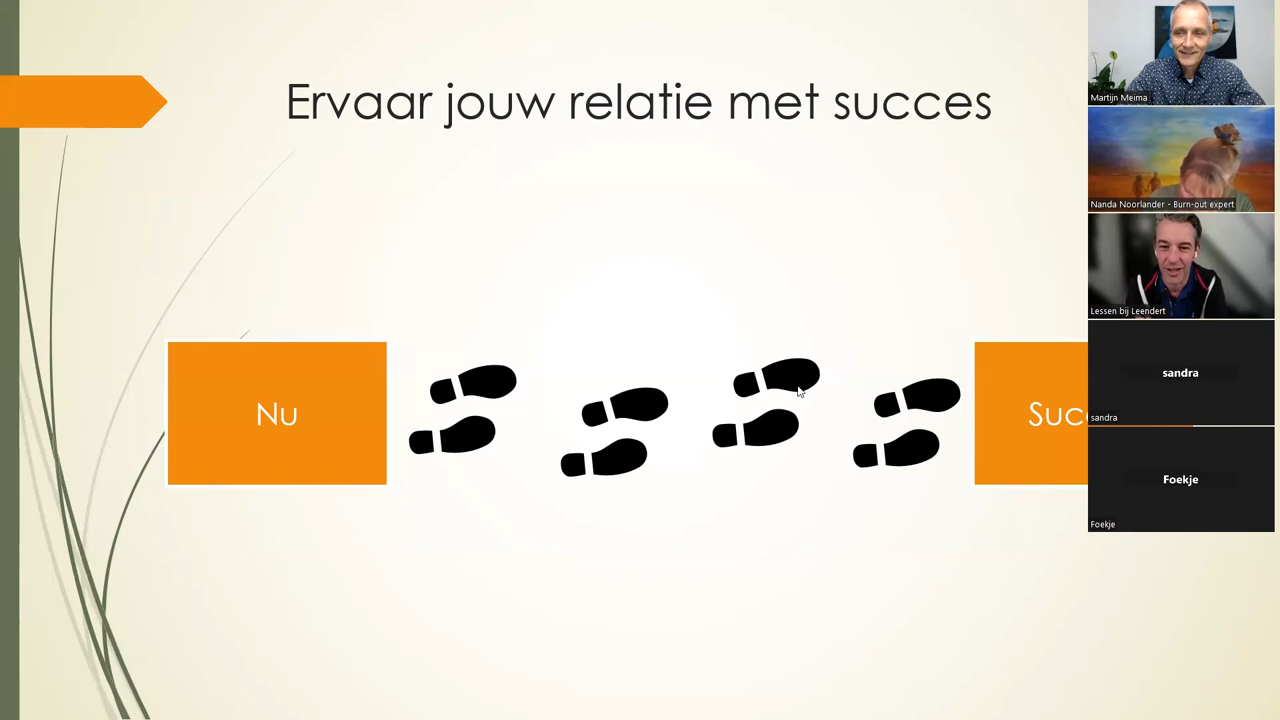 Ervaar jouw relatie met succes
Nu
Suc
Martijn Meima
Nanda Noorlander - Burn-out expert
Lessen bij Leendert
sandra
sandra
Foekje
Foekje